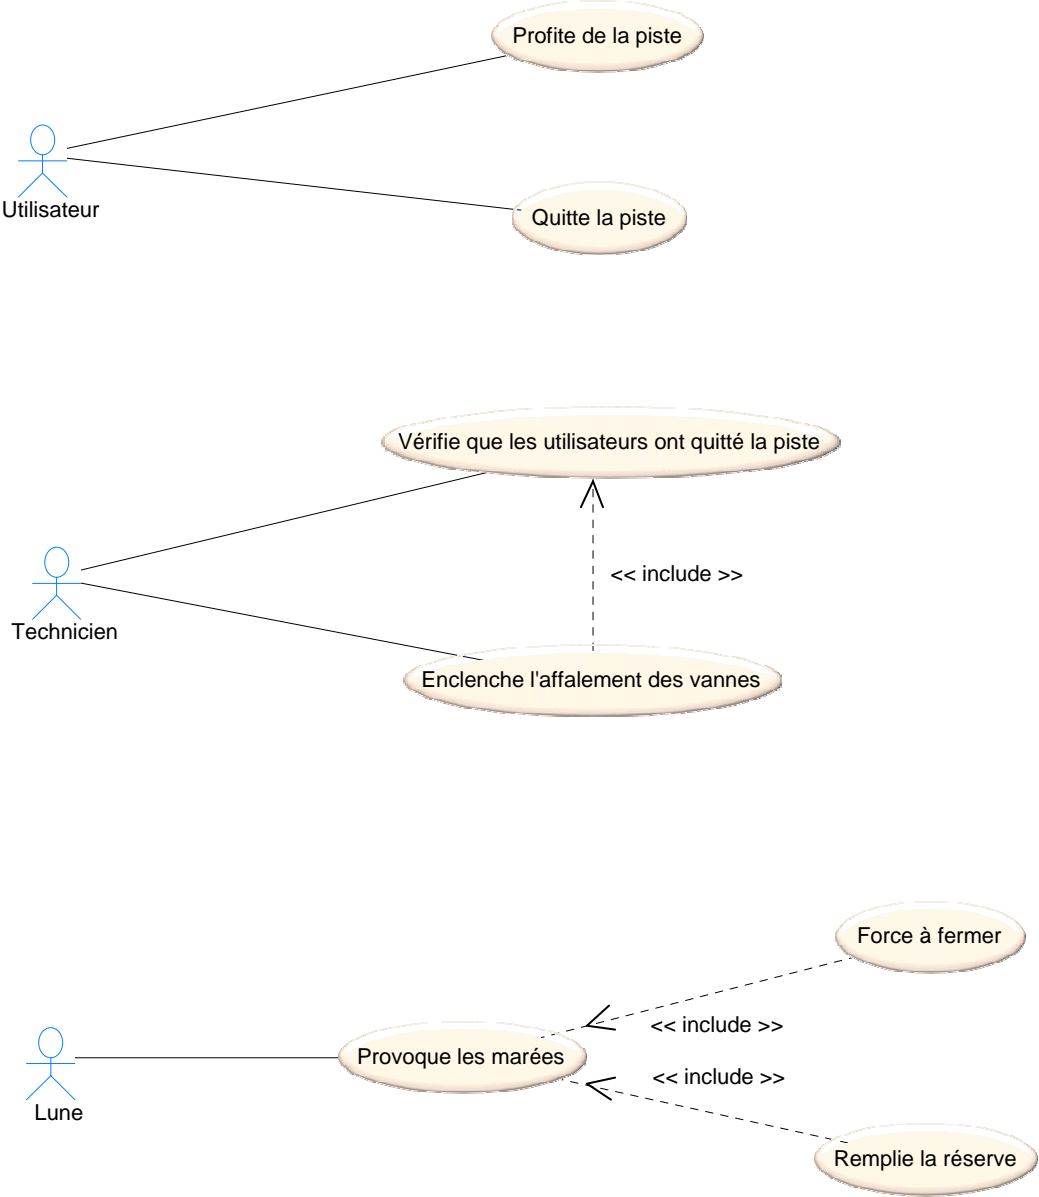 Profite de la piste
Utilisateur
Quitte la piste
Vérifie que les utilisateurs ont quitté la piste
<< include >>
Technicien
Enclenche l'affalement des vannes
Force à fermer
<< include >>
Provoque les marées
<< include >>
Lune
Remplie la réserve